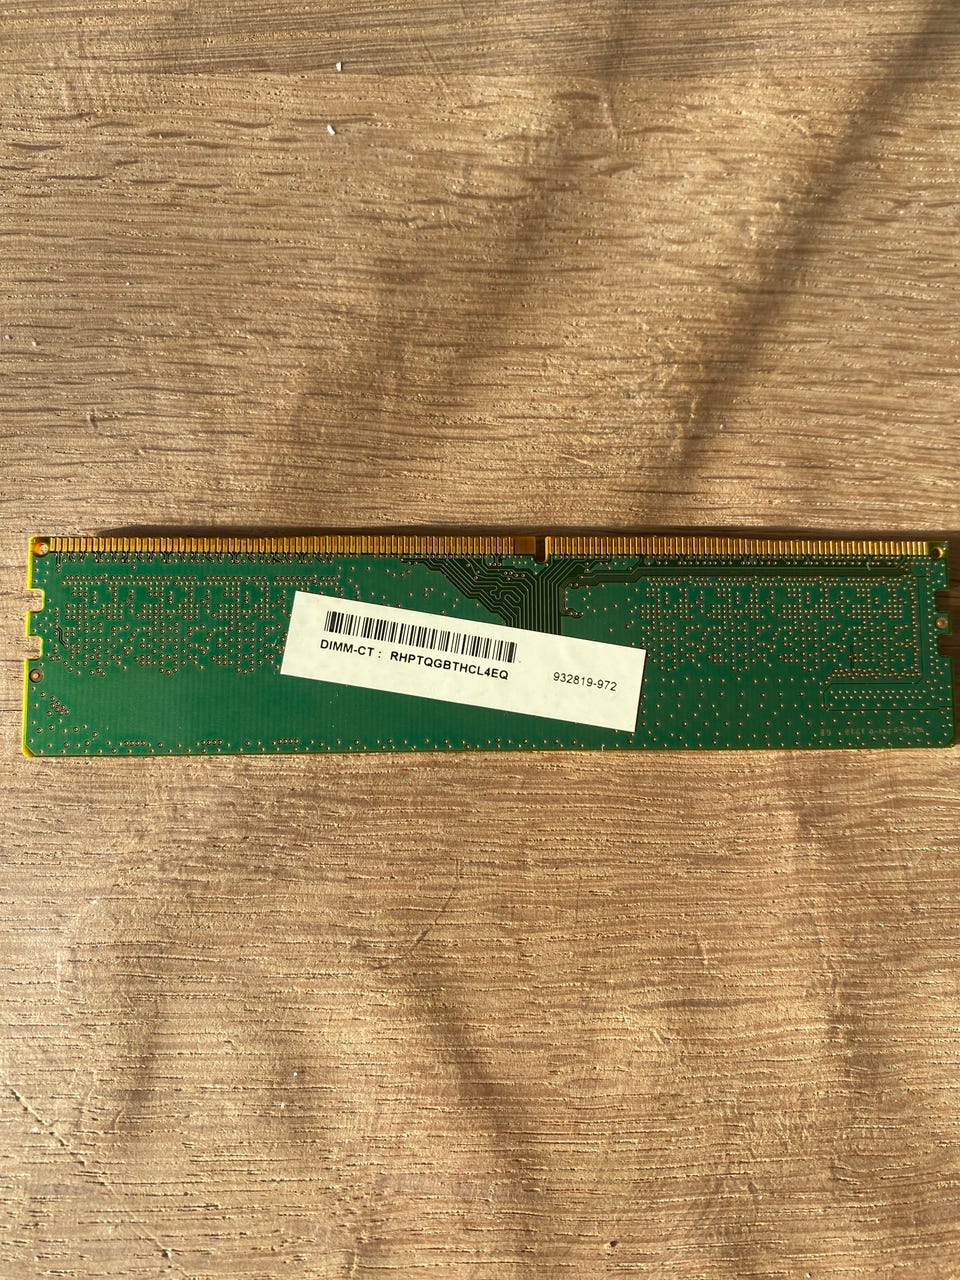 DIMM-CT : RHPTQGBTHCL4EQ
932819-972